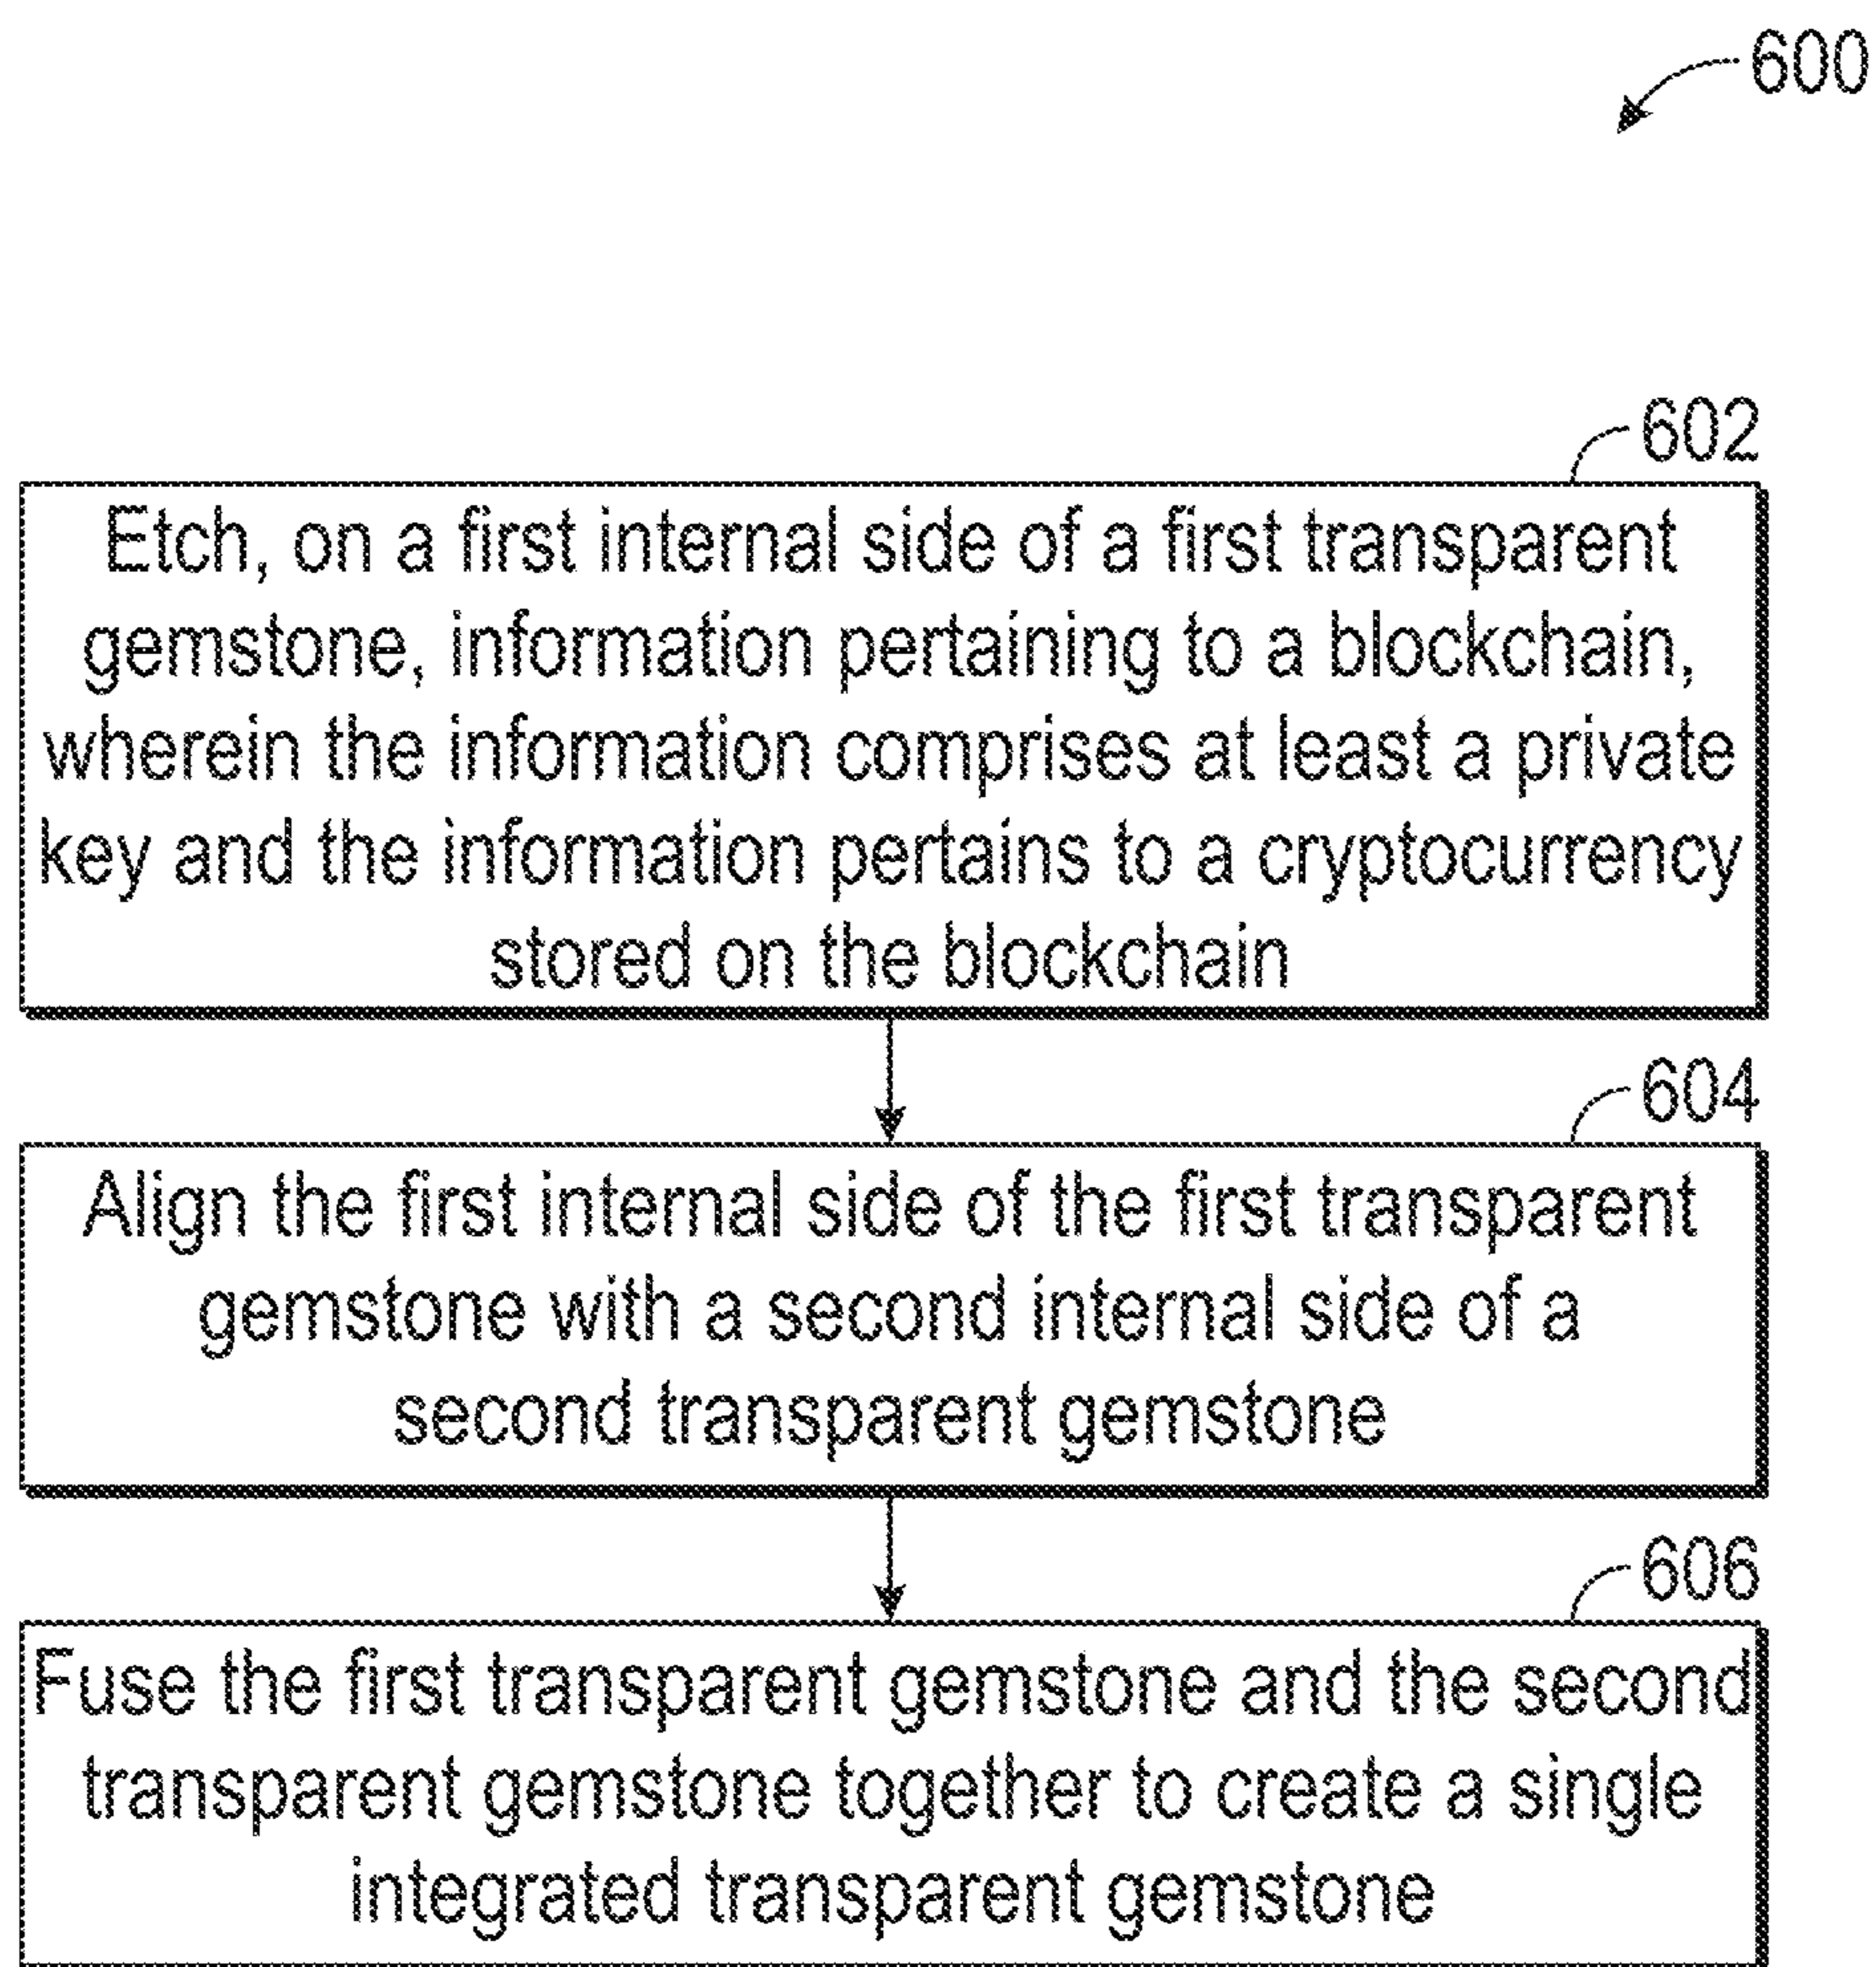 600
602
Etch, on a first internal side of a first transparent
gemstone, information pertaining to a blockchain,
wherein the information comprises at least a private
key and the information pertains to a cryptocurrency
stored on the blockchain
604
Align the first internal side of the first transparent
gemstone with a second internal side of a
second transparent gemstone
606
Fuse the first transparent gemstone and the second
transparent gemstone together to create a single
integrated transparent gemstone